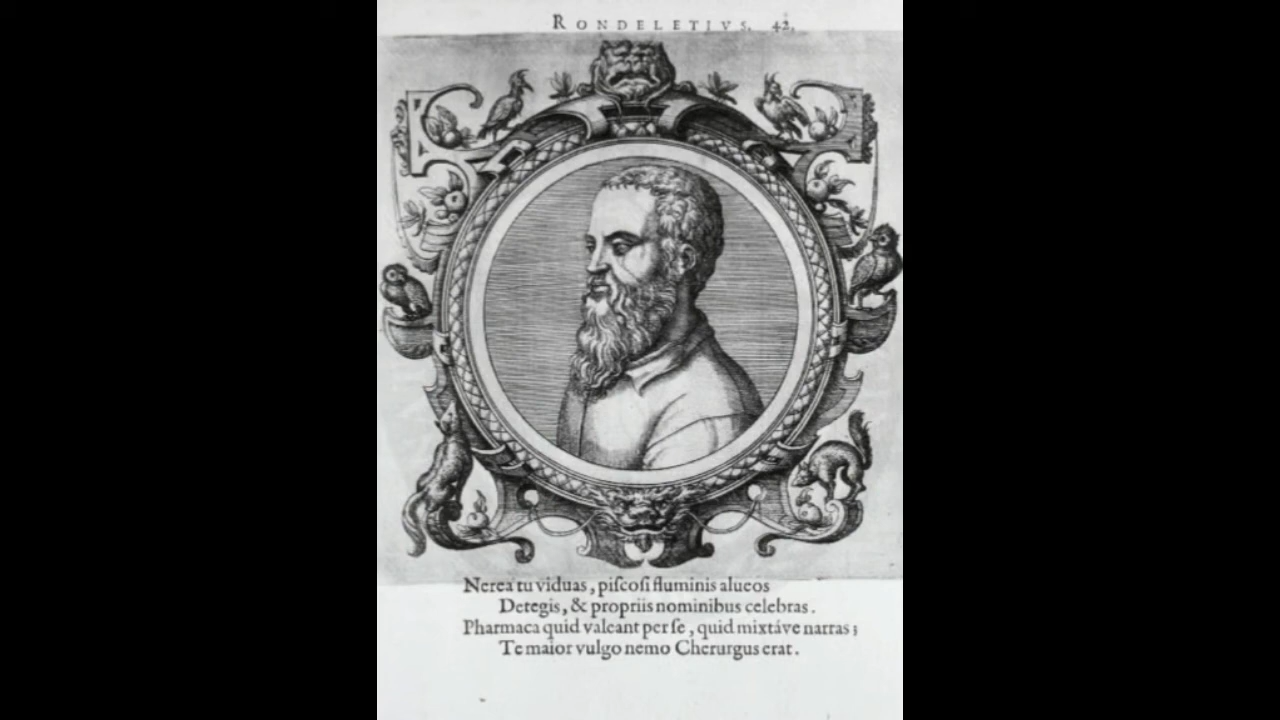 RONDELETIVS. 42.
Nerea tu viduas, piſcoſi fluminis alueos
Detegis, & propriis nominibus celebras.
Pharmaca quid valeant per ſe, quid mixtáve narras;
Te maior vulgo nemo Cherurgus erat.